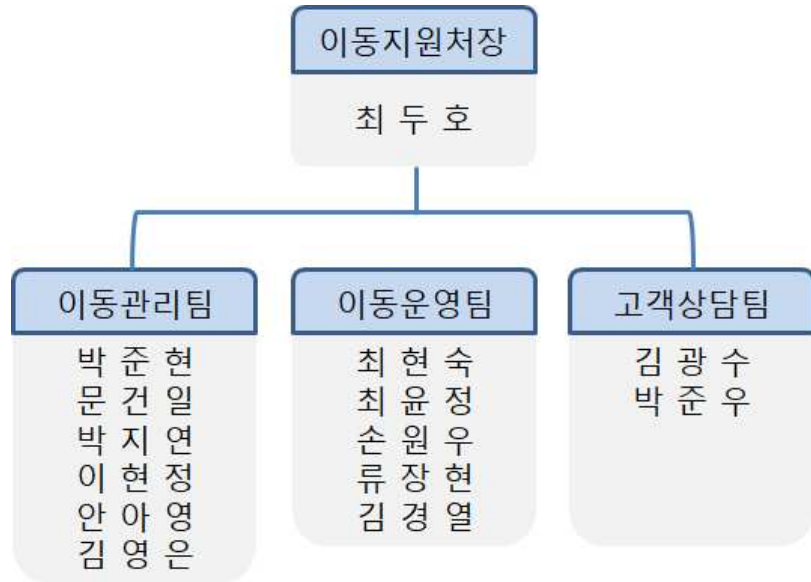 이동지원처장
최 두 호
이동관리팀
박 준 현
문 건 일
박 지 연
이 현 정
안 아 영
김 영 은
이동운영팀
최 현 숙
최 윤 정
손 원 우
류 장 현
김 경 열
고객상담팀
김 광 수
박 준 우